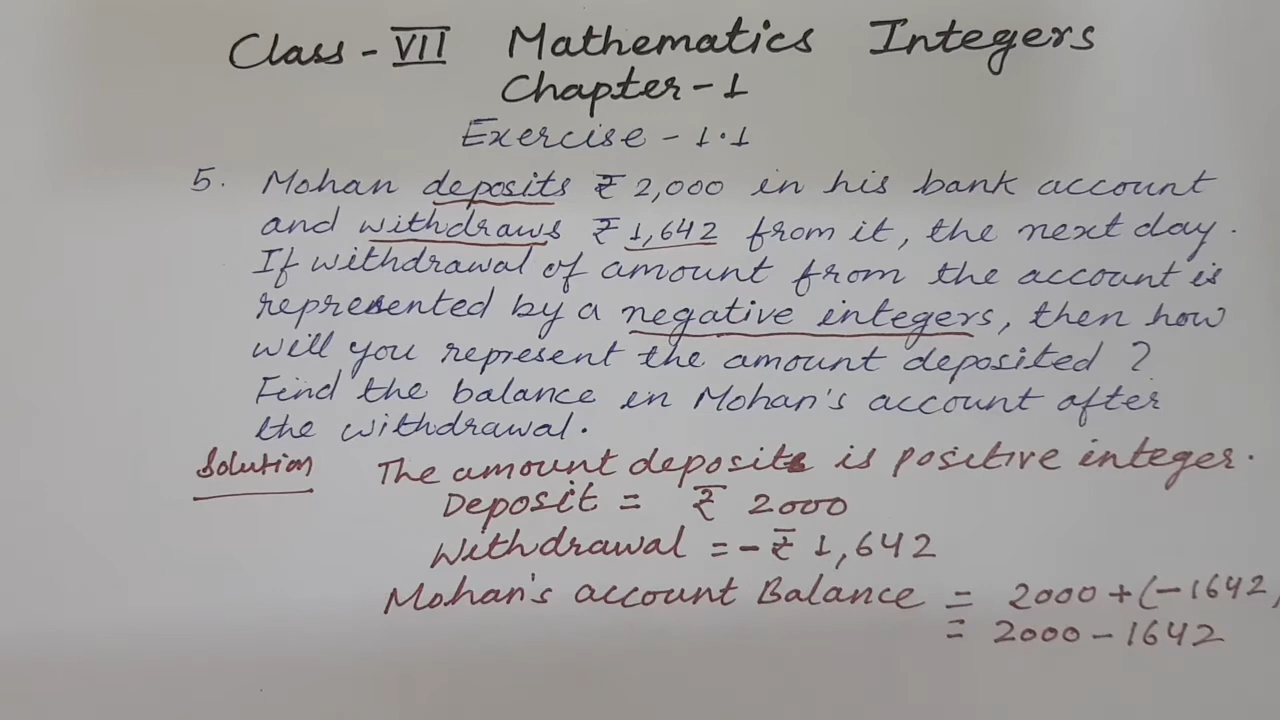 Class - VII Mathematics Integers
Chapter - 1
Exercise - 1.1
5. Mohan deposits ₹ 2,000 in his bank account
and withdraws ₹ 1,642 from it, the next day.
If withdrawal of amount from the account is
represented by a negative integers, then how
will you represent the amount deposited ?
Find the balance in Mohan's account after
the withdrawal.
Solution The amount deposit is positive integer.
Deposit = ₹ 2000
Withdrawal = - ₹ 1,642
Mohan's account Balance = 2000 + (-1642)
= 2000 - 1642